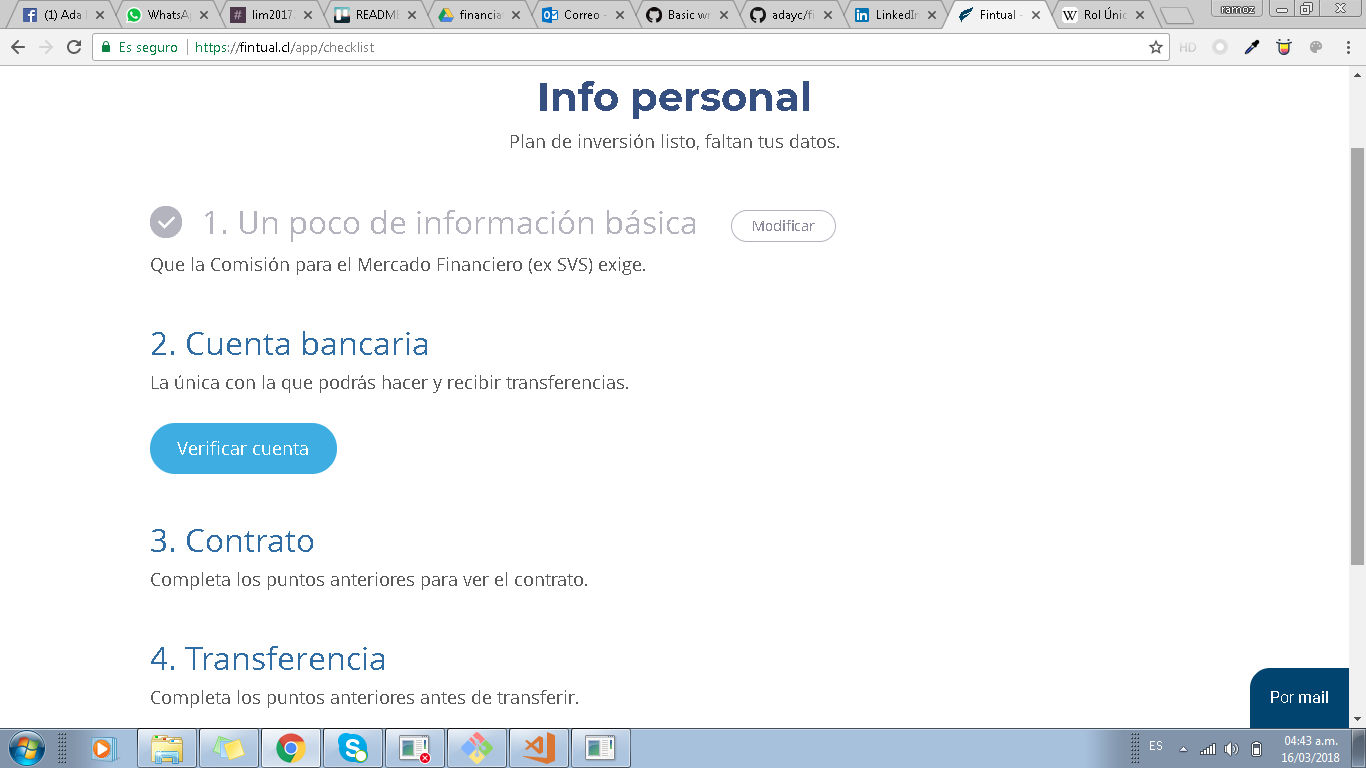 (1) Ada
WhatsA
lim2017
README
financia
Correo -
Basic wo
adayc/fi
LinkedIn
Fintual -
Rol Únic
ramoz
Es seguro
https://fintual.cl/app/checklist
HD
Info personal
Plan de inversión listo, faltan tus datos.
1. Un poco de información básica
Modificar
Que la Comisión para el Mercado Financiero (ex SVS) exige.
2. Cuenta bancaria
La única con la que podrás hacer y recibir transferencias.
Verificar cuenta
3. Contrato
Completa los puntos anteriores para ver el contrato.
4. Transferencia
Completa los puntos anteriores antes de transferir.
Por mail
ES
04:43 a.m.
16/03/2018